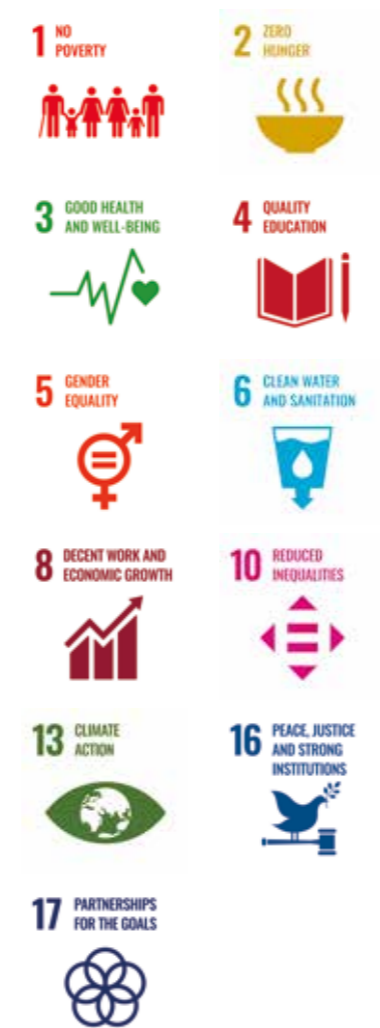 1 NO
POVERTY
2 ZERO
HUNGER
3 GOOD HEALTH
AND WELL-BEING
4 QUALITY
EDUCATION
5 GENDER
EQUALITY
6 CLEAN WATER
AND SANITATION
8 DECENT WORK AND
ECONOMIC GROWTH
10 REDUCED
INEQUALITIES
13 CLIMATE
ACTION
16 PEACE, JUSTICE
AND STRONG
INSTITUTIONS
17 PARTNERSHIPS
FOR THE GOALS